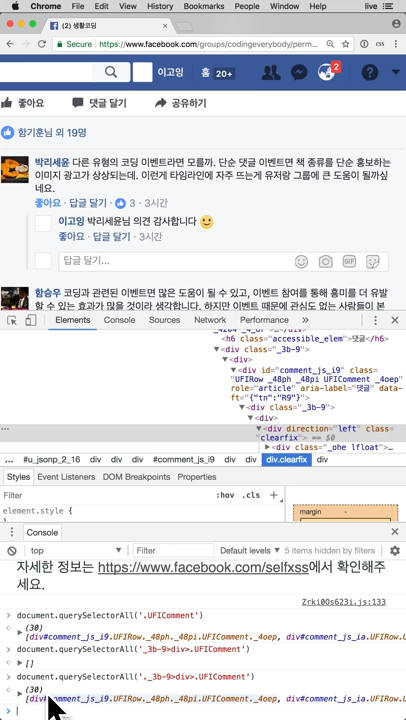 Chrome File Edit View History Bookmarks People Window Help live
(2) 생활코딩
Secure https://www.facebook.com/groups/codingeverybody/perm
css
이고잉 홈 20+ 2
좋아요 댓글 달기 공유하기
함기훈님 외 19명
박리세윤 다른 유형의 코딩 이벤트라면 모를까. 단순 댓글 이벤트면 책 종류를 단순 홍보하는
이미지 광고가 상상되는데. 이런게 타임라인에 자주 뜨는게 유저랑 그룹에 큰 도움이 될까싶
네요.
좋아요 · 답글 달기 · 3 · 3시간
이고잉 박리세윤님 의견 감사합니다
좋아요 · 답글 달기 · 3시간
답글 달기...
GIF
함승우 코딩과 관련된 이벤트면 많은 도움이 될 수 있고, 이벤트 참여를 통해 흥미를 더 유발
할 수 있는 효과가 많을 것이라 생각합니다. 하지만 이벤트 때문에 관심도 없는 사람들이 본
Elements Console Sources Network Performance
<h6 class="accessible_elem">댓글</h6>
<div class="_3b-9">
<div>
<div id="comment_js_i9" class=
"UFIRow _48ph _48pi UFIComment _4oep"
role="article" aria-label="댓글" data-
ft="{"tn":"R9"}">
<div class="_3b-9">
<div>
<div direction="left" class=
"clearfix"> == $0
<div class="_ohe lfloat">
... #u_jsonp_2_16 div div div #comment_js_i9 div div div.clearfix div
Styles Event Listeners DOM Breakpoints Properties
Filter :hov .cls +
element.style {
margin -
Console
top Filter Default levels 5 items hidden by filters
자세한 정보는 https://www.facebook.com/selfxss에서 확인해주
세요.
Zrki0Os623i.js:133
> document.querySelectorAll('.UFIComment')
(30)
[div#comment_js_i9.UFIRow._48ph._48pi.UFIComment._4oep, div#comment_js_ia.UFIRow
> document.querySelectorAll('_3b-9>div>.UFIComment')
[]
> document.querySelectorAll('._3b-9>div>.UFIComment')
(30)
[div#comment_js_i9.UFIRow._48ph._48pi.UFIComment._4oep, div#comment_js_ia.UFIRow
>